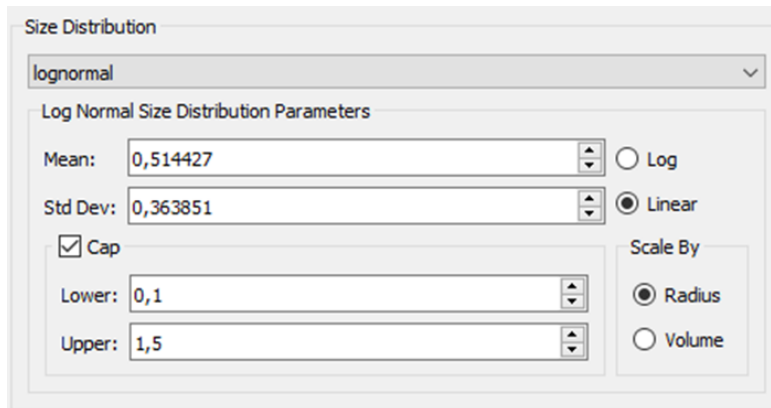 Size Distribution
lognormal
Log Normal Size Distribution Parameters
Mean: 0,514427 Log
Std Dev: 0,363851 Linear
Cap Scale By
Lower: 0,1 Radius
Upper: 1,5 Volume